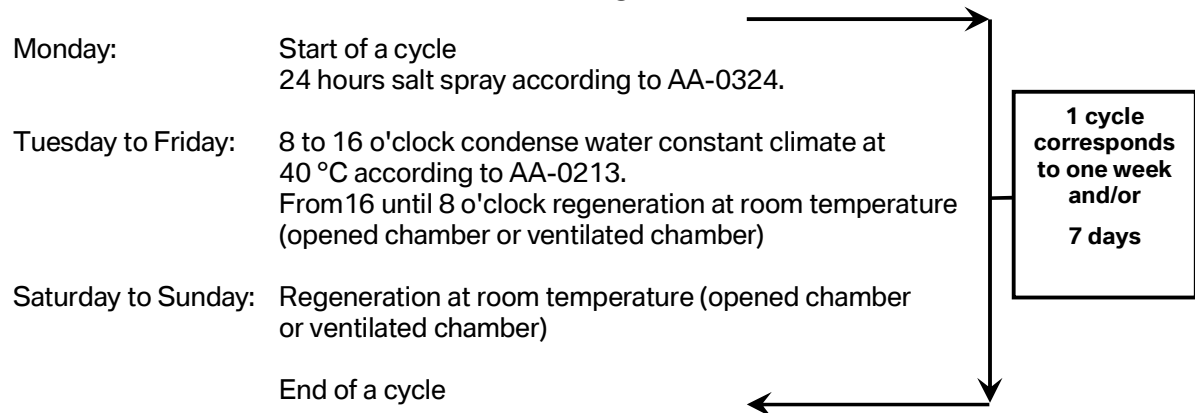 Monday: Start of a cycle
24 hours salt spray according to AA-0324.
Tuesday to Friday: 8 to 16 o'clock condense water constant climate at
40 °C according to AA-0213.
From16 until 8 o'clock regeneration at room temperature
(opened chamber or ventilated chamber)
Saturday to Sunday: Regeneration at room temperature (opened chamber
or ventilated chamber)
End of a cycle
1 cycle
corresponds
to one week
and/or
7 days